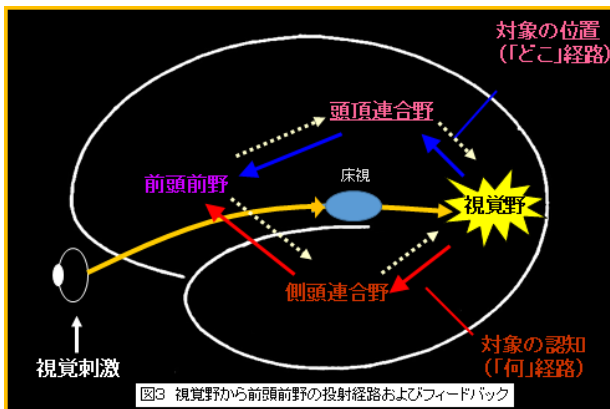 対象の位置
(「どこ」経路)
頭頂連合野
前頭前野
床視
視覚野
側頭連合野
対象の認知
(「何」経路)
視覚刺激
図3 視覚野から前頭前野の投射経路およびフィードバック